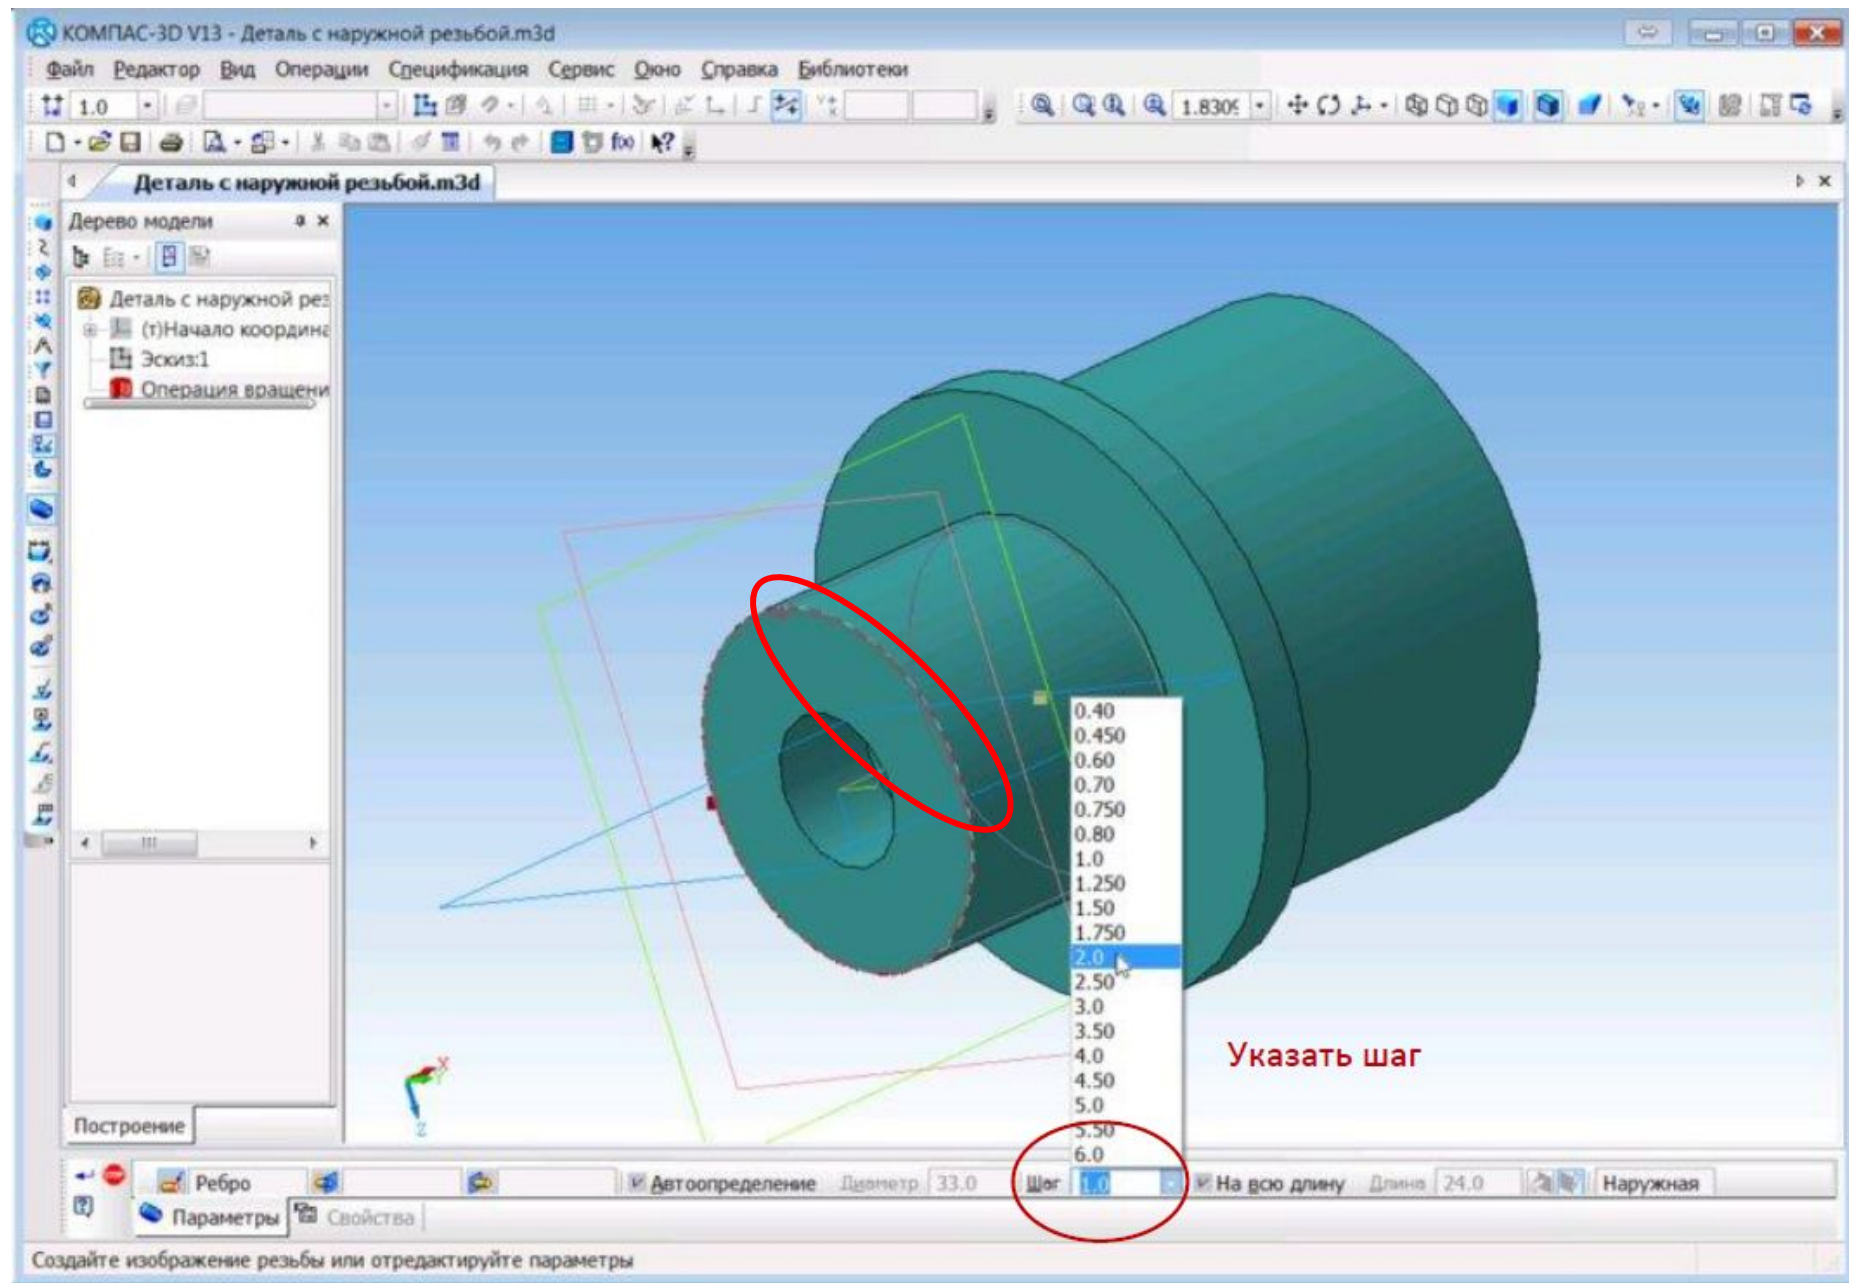 КОМПАС-3D V13 - Деталь с наружной резьбой.m3d
Файл Редактор Вид Операции Спецификация Сервис Окно Справка Библиотеки
1.0
1.830
f(x)
Деталь с наружной резьбой.m3d
Дерево модели
Деталь с наружной рез
(т)Начало координа
Эскиз:1
Операция вращени
0.40
0.450
0.60
0.70
0.750
0.80
1.0
1.250
1.50
1.750
2.0
2.50
3.0
3.50
4.0
4.50
5.0
5.50
6.0
Указать шаг
X
Y
Z
Построение
Ребро Автоопределение Диаметр 33.0 Шаг 1.0 На всю длину Длина 24.0 Наружная
Параметры Свойства
Создайте изображение резьбы или отредактируйте параметры